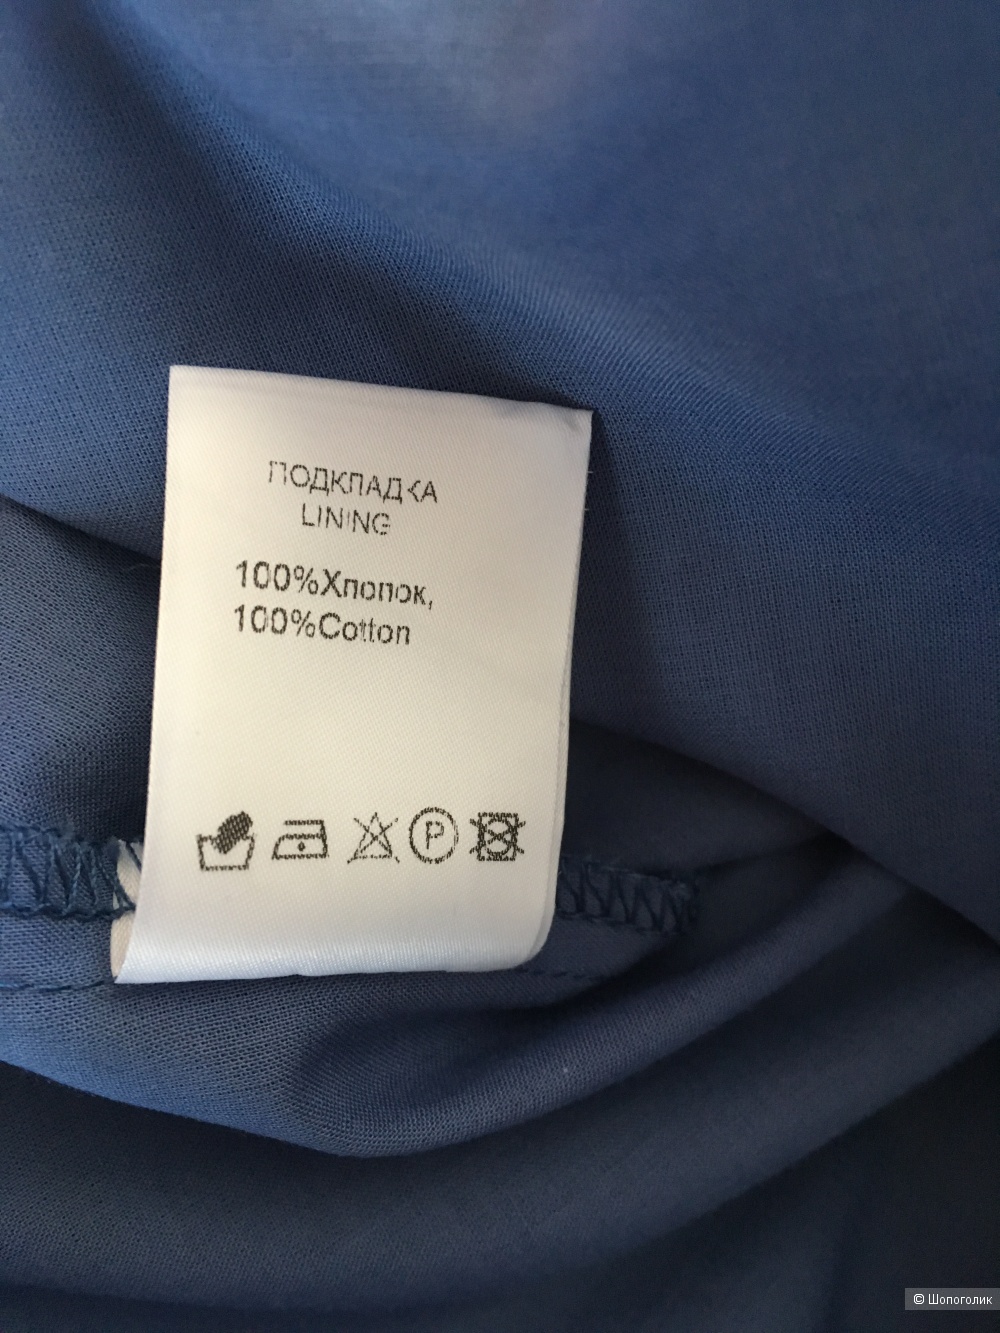 ПОДКЛАДКА
LINING
100%Хлопок,
100%Cotton
P
© Шопоголик